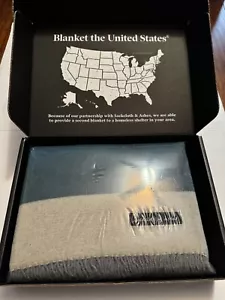 Blanket the United States®
Because of our partnership with Sackcloth & Ashes, we are able
to provide a second blanket to a homeless shelter in your area.